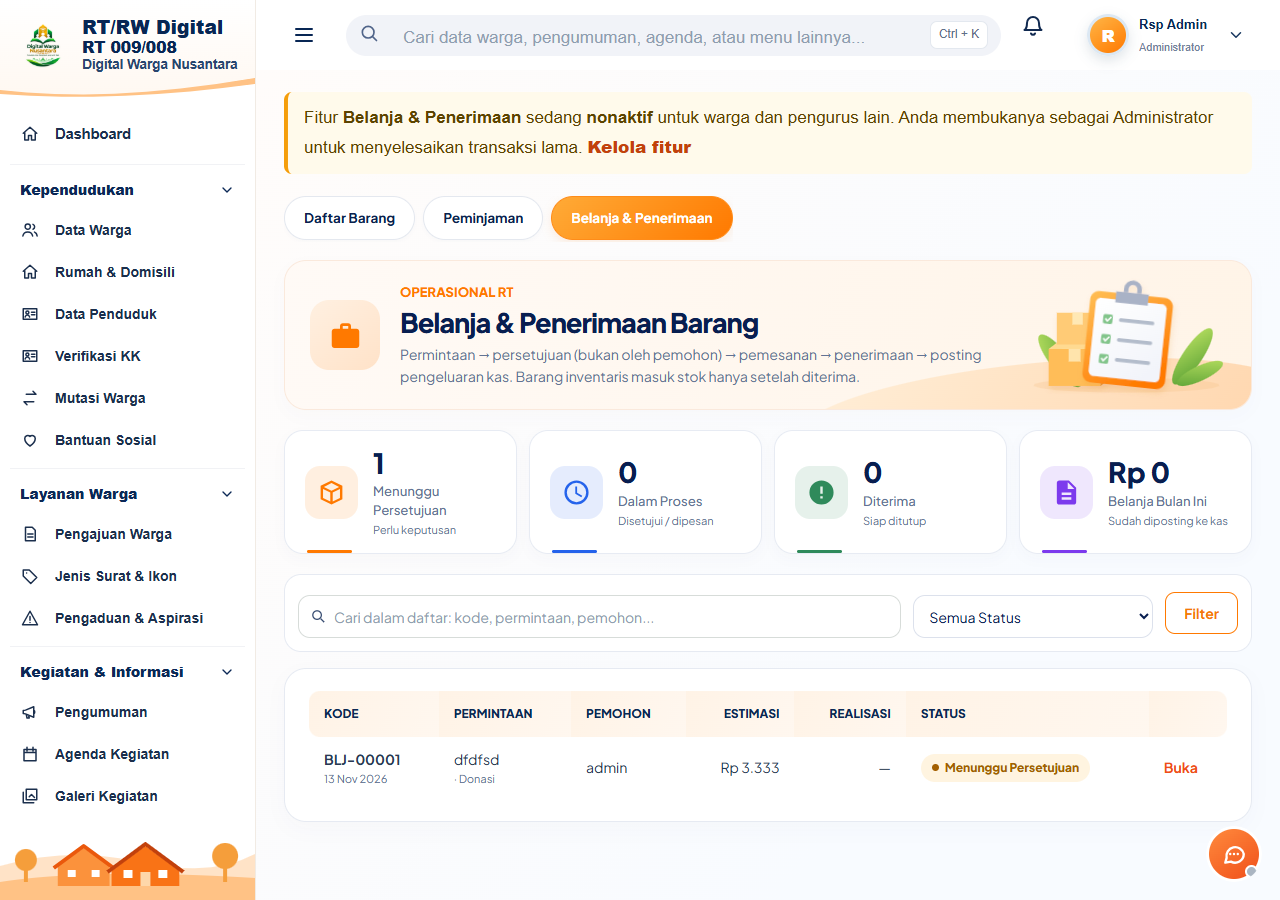 RT/RW Digital
RT 009/008
Digital Warga Nusantara
Cari data warga, pengumuman, agenda, atau menu lainnya...
Ctrl + K
R
Rsp Admin
Administrator
Dashboard
Kependudukan
Data Warga
Rumah & Domisili
Data Penduduk
Verifikasi KK
Mutasi Warga
Bantuan Sosial
Layanan Warga
Pengajuan Warga
Jenis Surat & Ikon
Pengaduan & Aspirasi
Kegiatan & Informasi
Pengumuman
Agenda Kegiatan
Galeri Kegiatan
Fitur Belanja & Penerimaan sedang nonaktif untuk warga dan pengurus lain. Anda membukanya sebagai Administrator
untuk menyelesaikan transaksi lama. Kelola fitur
Daftar Barang
Peminjaman
Belanja & Penerimaan
OPERASIONAL RT
Belanja & Penerimaan Barang
Permintaan → persetujuan (bukan oleh pemohon) → pemesanan → penerimaan → posting
pengeluaran kas. Barang inventaris masuk stok hanya setelah diterima.
1
Menunggu
Persetujuan
Perlu keputusan
0
Dalam Proses
Disetujui / dipesan
0
Diterima
Siap ditutup
Rp 0
Belanja Bulan Ini
Sudah diposting ke kas
Cari dalam daftar: kode, permintaan, pemohon...
Semua Status
Filter
KODE PERMINTAAN PEMOHON ESTIMASI REALISASI STATUS
BLJ-00001 dfdfsd admin Rp 3.333 — Menunggu Persetujuan Buka
13 Nov 2026 · Donasi